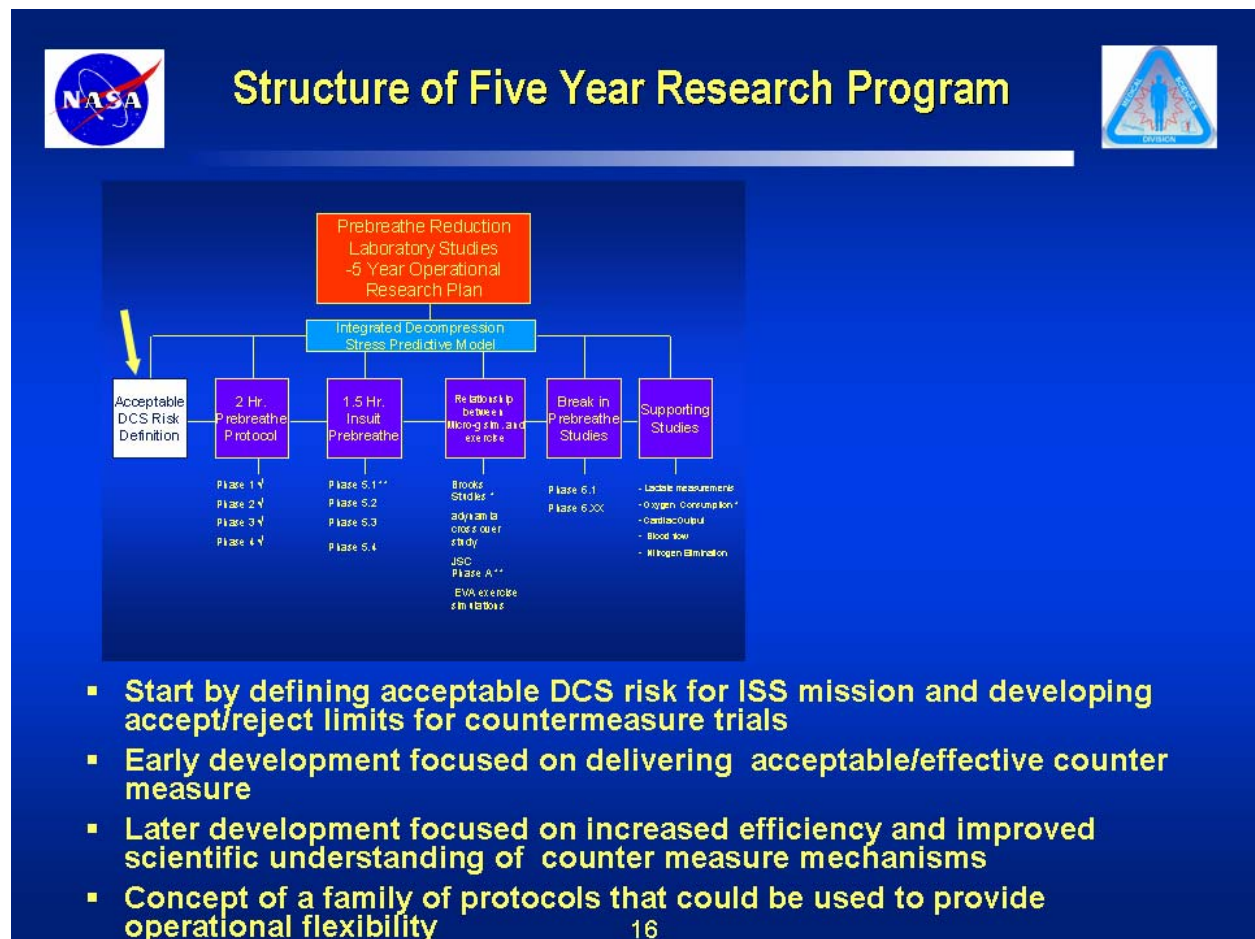 NASA
Structure of Five Year Research Program
MEDICAL
SCIENCES
DIVISION
Prebreathe Reduction
Laboratory Studies
-5 Year Operational
Research Plan
Integrated Decompression
Stress Predictive Model
Acceptable
DCS Risk
Definition
2 Hr.
Prebreathe
Protocol
1.5 Hr.
Insuit
Prebreathe
Relationship
between
Micro-g sim. and
exercise
Break in
Prebreathe
Studies
Supporting
Studies
Phase 1 √
Phase 2 √
Phase 3 √
Phase 4 √
Phase 5.1**
Phase 5.2
Phase 5.3
Phase 5.4
Brooks
Studies *
adynamia
cross over
study
JSC
Phase A**
EVA exercise
simulations
Phase 6.1
Phase 6.XX
- Lactate measurements
- Oxygen Consumption *
- Cardiac Output
- Blood flow
- Nitrogen Elimination
▪ Start by defining acceptable DCS risk for ISS mission and developing
accept/reject limits for countermeasure trials
▪ Early development focused on delivering acceptable/effective counter
measure
▪ Later development focused on increased efficiency and improved
scientific understanding of counter measure mechanisms
▪ Concept of a family of protocols that could be used to provide
operational flexibility
16